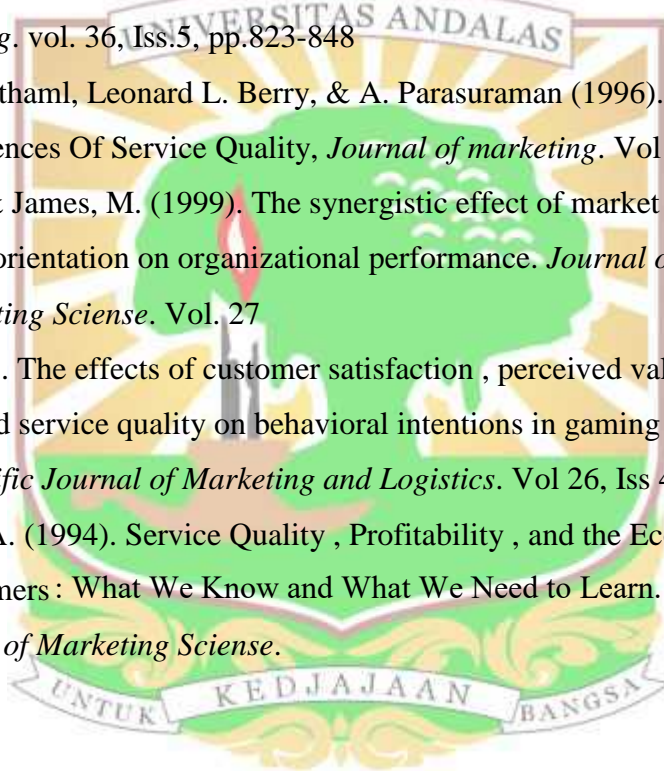 UNIVERSITAS ANDALAS
g. vol. 36, Iss.5, pp.823-848
thaml, Leonard L. Berry, & A. Parasuraman (1996).
ences Of Service Quality, Journal of marketing. Vol
James, M. (1999). The synergistic effect of market
orientation on organizational performance. Journal o
ting Sciense. Vol. 27
. The effects of customer satisfaction , perceived val
d service quality on behavioral intentions in gaming
ific Journal of Marketing and Logistics. Vol 26, Iss 4
A. (1994). Service Quality , Profitability , and the Ec
mers : What We Know and What We Need to Learn.
of Marketing Sciense.
UNTUK KEDJAJAAN BANGSA